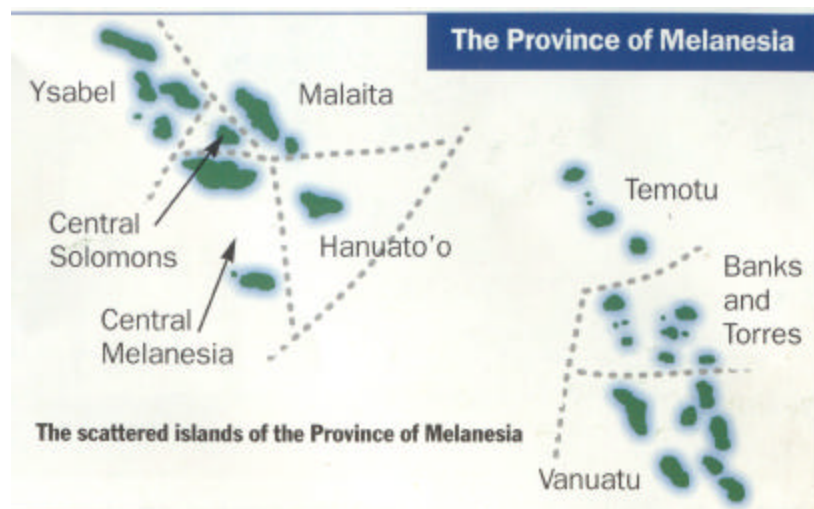 The Province of Melanesia
Ysabel
Malaita
Temotu
Central
Solomons
Hanuato'o
Banks
and
Torres
Central
Melanesia
The scattered islands of the Province of Melanesia
Vanuatu